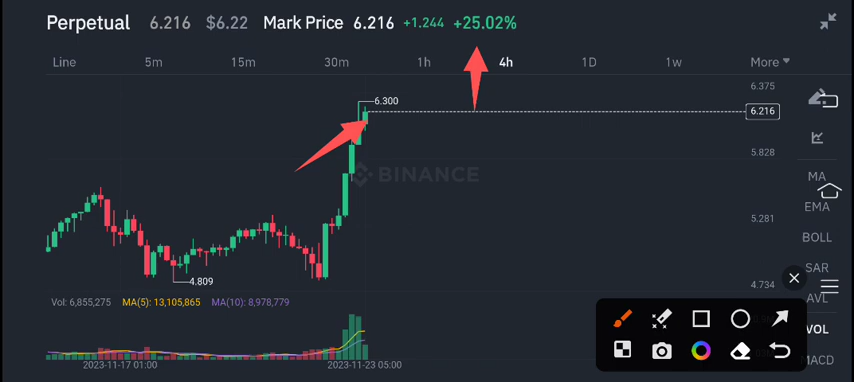 Perpetual 6.216 $6.22 Mark Price 6.216 +1.244 +25.02%
Line 5m 15m 30m 1h 4h 1D 1w More
6.375
6.300
6.216
5.828
BINANCE
MA
EMA
5.281
BOLL
SAR
4.809
4.734
AVL
Vol: 6,855,275 MA(5): 13,105,865 MA(10): 8,978,779
VOL
MACD
2023-11-17 01:00 2023-11-23 05:00